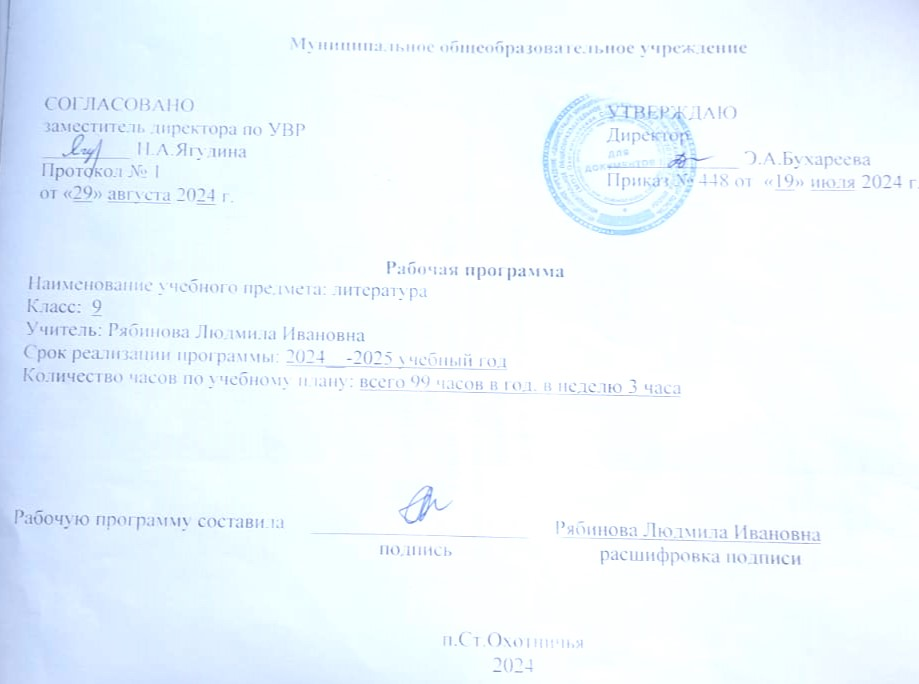 Муниципальное общеобразовательное учреждение
СОГЛАСОВАНО
заместитель директора по УВР
Н.А.Ягудина
Протокол № 1
от «29» августа 2024 г.
УТВЕРЖДАЮ
Директор
Э.А.Бухареева
Приказ № 448 от «19» июля 2024 г.
ДЛЯ
ДОКУМЕНТОВ
Рабочая программа
Наименование учебного предмета: литература
Класс: 9
Учитель: Рябинова Людмила Ивановна
Срок реализации программы: 2024__-2025 учебный год
Количество часов по учебному плану: всего 99 часов в год, в неделю 3 часа
Рабочую программу составила Рябинова Людмила Ивановна
подпись расшифровка подписи
п.Ст.Охотничья
2024